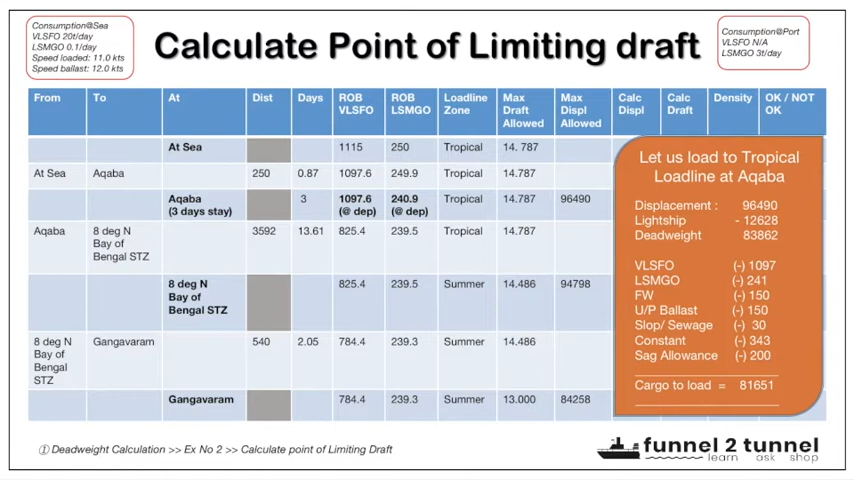 Consumption@Sea
VLSFO 20t/day
LSMGO 0.1/day
Speed loaded: 11.0 kts
Speed ballast: 12.0 kts
Calculate Point of Limiting draft
Consumption@Port
VLSFO N/A
LSMGO 3t/day
From To At Dist Days ROB VLSFO ROB LSMGO Loadline Zone Max Draft Allowed Max Displ Allowed Calc Displ Calc Draft Density OK / NOT OK
At Sea 1115 250 Tropical 14. 787
At Sea Aqaba 250 0.87 1097.6 249.9 Tropical 14.787
Aqaba (3 days stay) 3 1097.6 (@ dep) 240.9 (@ dep) Tropical 14.787 96490
Aqaba 8 deg N Bay of Bengal STZ 3592 13.61 825.4 239.5 Tropical 14.787
8 deg N Bay of Bengal STZ 825.4 239.5 Summer 14.486 94798
8 deg N Bay of Bengal STZ Gangavaram 540 2.05 784.4 239.3 Summer 14.486
Gangavaram 784.4 239.3 Summer 13.000 84258
Let us load to Tropical
Loadline at Aqaba
Displacement : 96490
Lightship - 12628
Deadweight 83862
VLSFO (-) 1097
LSMGO (-) 241
FW (-) 150
U/P Ballast (-) 150
Slop/ Sewage (-) 30
Constant (-) 343
Sag Allowance (-) 200
Cargo to load = 81651
① Deadweight Calculation >> Ex No 2 >> Calculate point of Limiting Draft
funnel 2 tunnel
learn ask shop